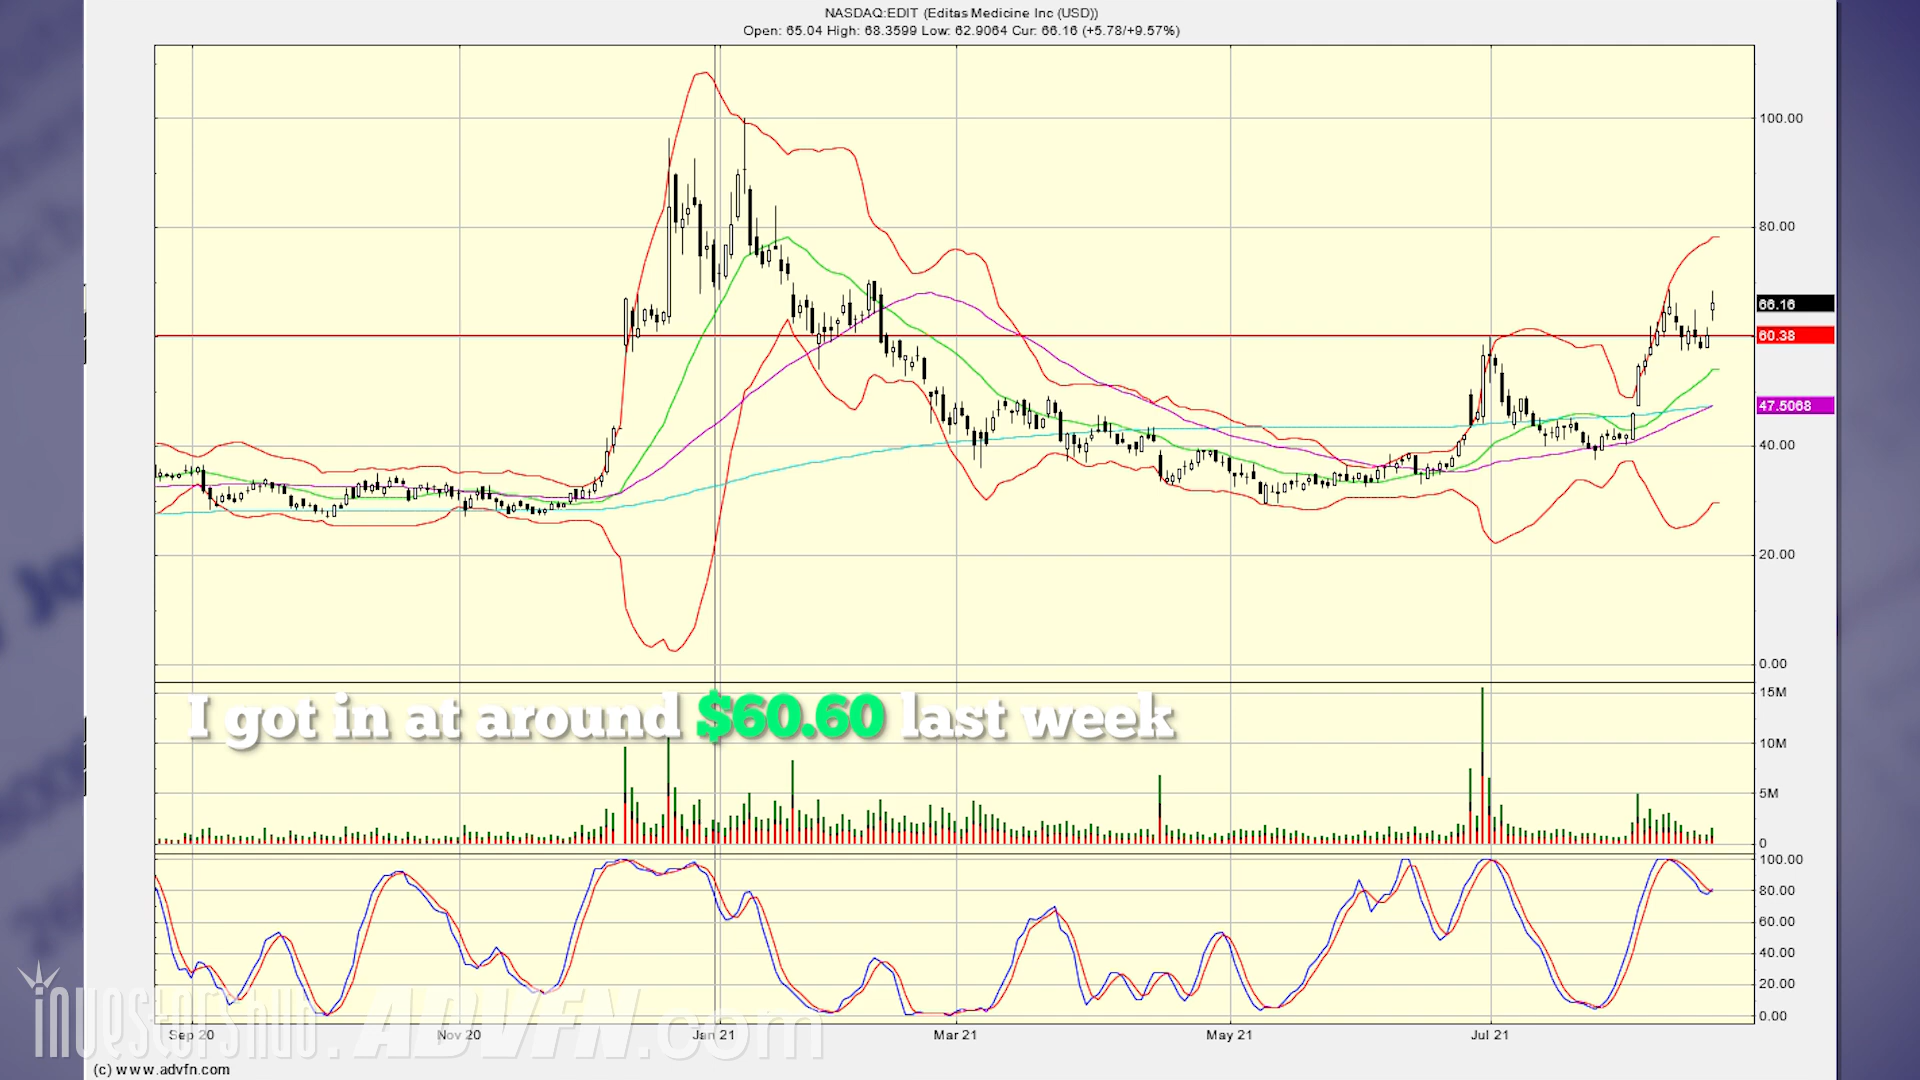 NASDAQ:EDIT (Editas Medicine Inc (USD))
Open: 65.04 High: 68.3599 Low: 62.9064 Cur: 66.16 (+5.78/+9.57%)
100.00
80.00
66.16
60.38
47.5068
40.00
20.00
0.00
I got in at around $60.60 last week
15M
10M
5M
0
100.00
80.00
60.00
40.00
20.00
0.00
Sep 20 Nov 20 Jan 21 Mar 21 May 21 Jul 21
InvestorsHub.ADVFN.com
(c) www.advfn.com